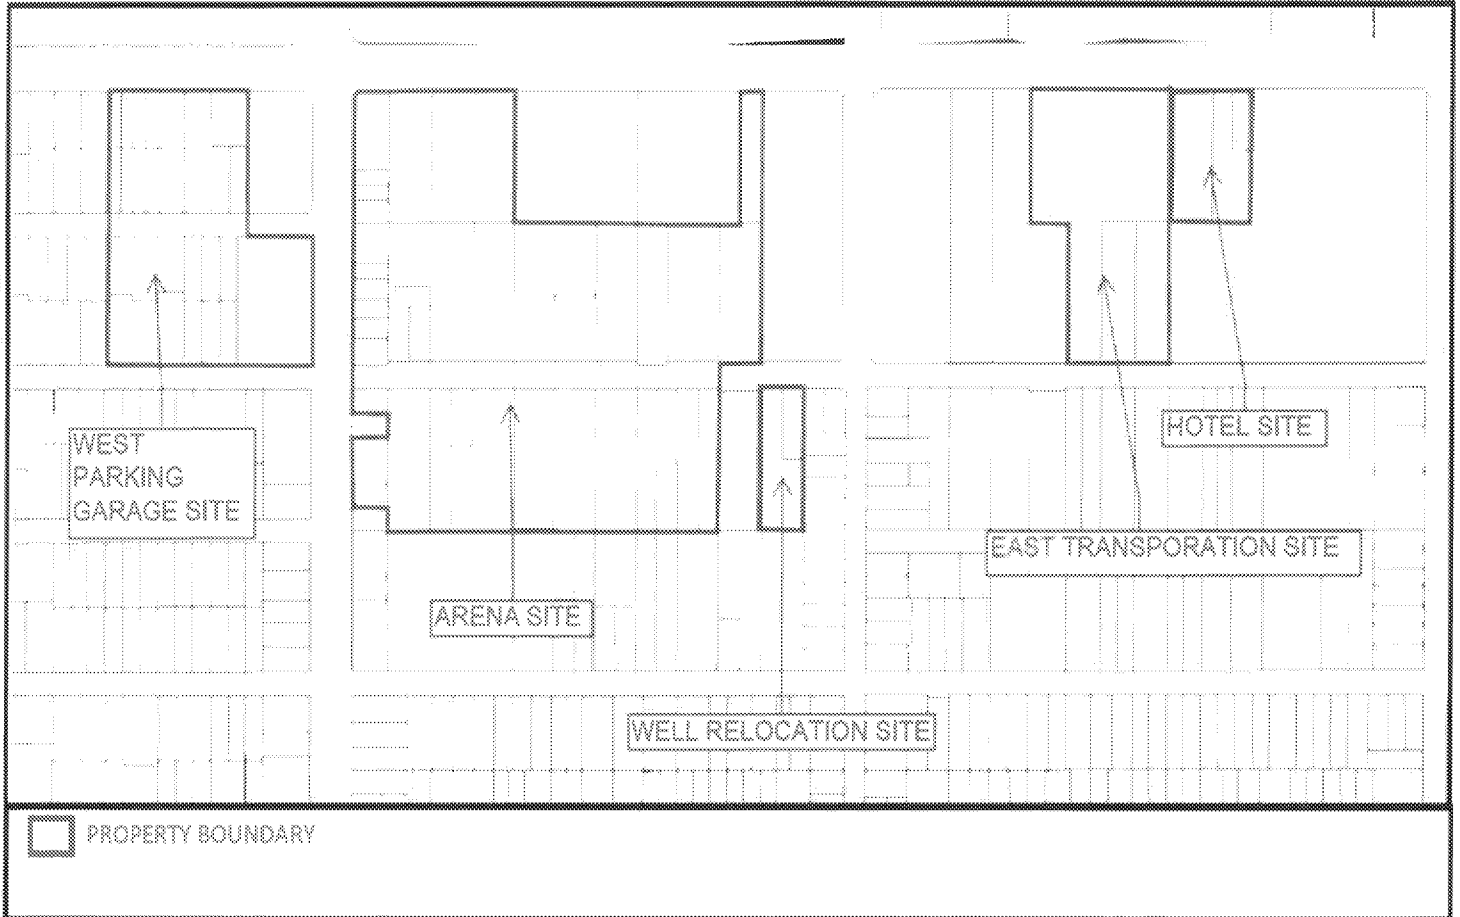 WEST
PARKING
GARAGE SITE
HOTEL SITE
EAST TRANSPORATION SITE
ARENA SITE
WELL RELOCATION SITE
PROPERTY BOUNDARY